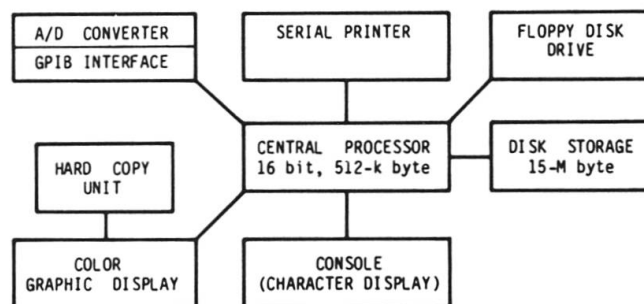 A/D CONVERTER
GPIB INTERFACE
SERIAL PRINTER
FLOPPY DISK
DRIVE
CENTRAL PROCESSOR
16 bit, 512-k byte
DISK STORAGE
15-M byte
HARD COPY
UNIT
COLOR
GRAPHIC DISPLAY
CONSOLE
(CHARACTER DISPLAY)